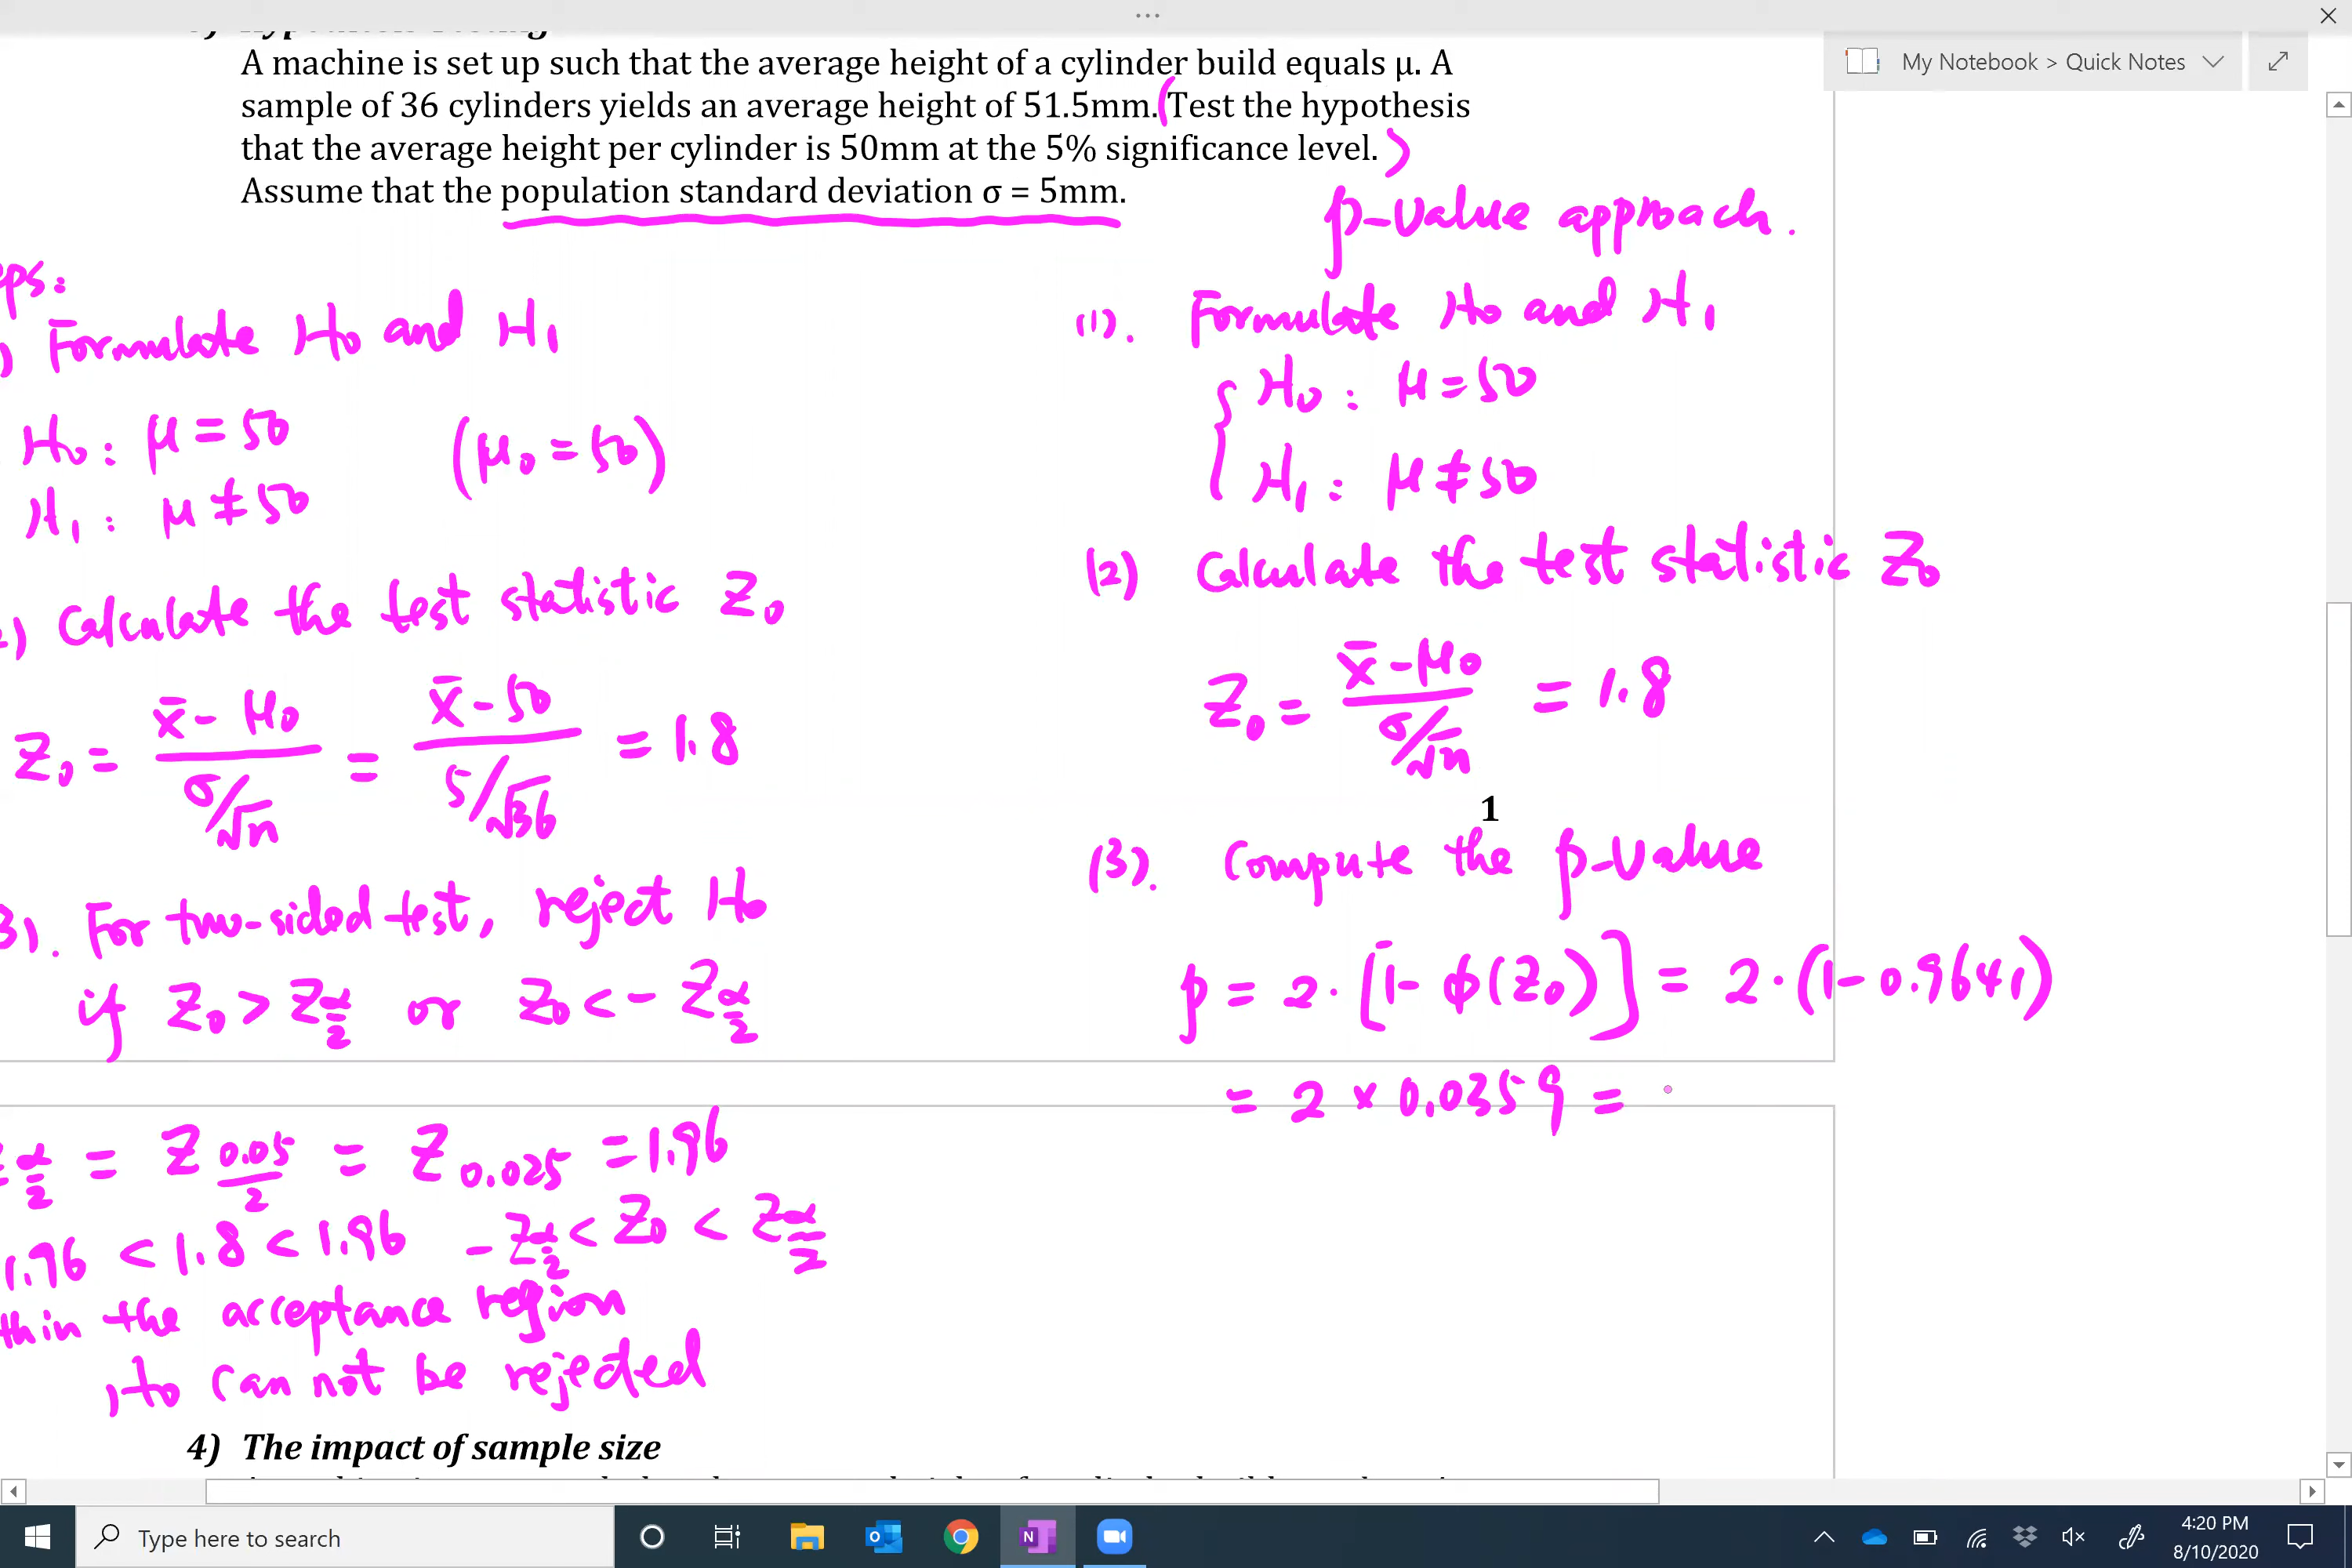 My Notebook > Quick Notes
A machine is set up such that the average height of a cylinder build equals μ. A
sample of 36 cylinders yields an average height of 51.5mm. (Test the hypothesis
that the average height per cylinder is 50mm at the 5% significance level.)
Assume that the population standard deviation σ = 5mm.
eps:
) Formulate H₀ and H₁
H₀: μ = 50 (μ₀ = 50)
H₁: μ ≠ 50
) Calculate the test statistic Z₀
Z₀ = (x̄ - μ₀)/(σ/√n) = (x̄ - 50)/(5/√36) = 1.8
3). For two-sided test, reject H₀
if Z₀ > Z_{α/2} or Z₀ < -Z_{α/2}
Z_{α/2} = Z_{0.05/2} = Z_{0.025} = 1.96
1.96 < 1.8 < 1.96 -Z_{α/2} < Z₀ < Z_{α/2}
thin the acceptance region
H₀ can not be rejected
p-value approach.
(1). Formulate H₀ and H₁
{ H₀: μ = 50
H₁: μ ≠ 50
(2) Calculate the test statistic Z₀
Z₀ = (x̄ - μ₀)/(σ/√n) = 1.8
1
(3). Compute the p-value
p = 2·[1 - φ(Z₀)] = 2·(1 - 0.9641)
= 2 × 0.0359 =
4) The impact of sample size
Type here to search
4:20 PM
8/10/2020